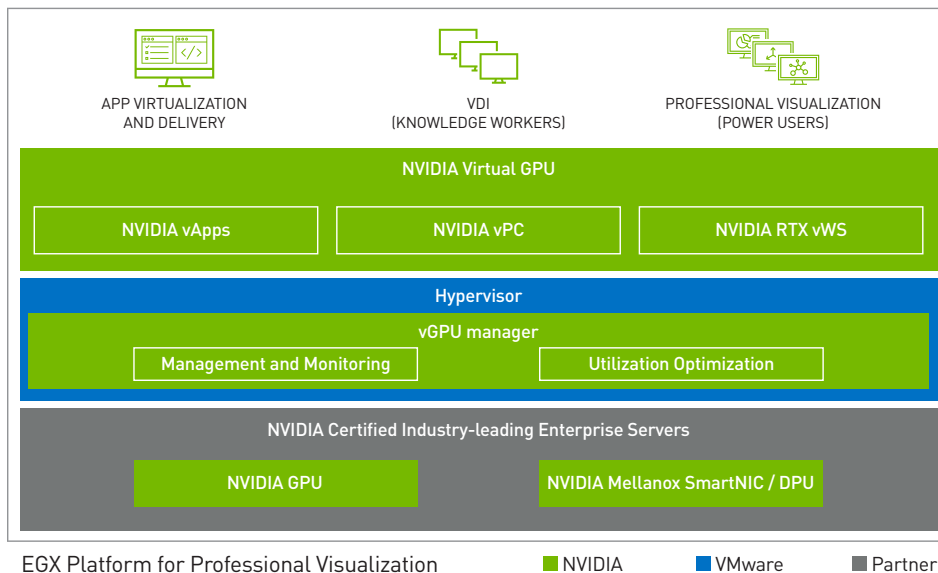 APP VIRTUALIZATION
AND DELIVERY
VDI
(KNOWLEDGE WORKERS)
PROFESSIONAL VISUALIZATION
(POWER USERS)
NVIDIA Virtual GPU
NVIDIA vApps
NVIDIA vPC
NVIDIA RTX vWS
Hypervisor
vGPU manager
Management and Monitoring
Utilization Optimization
NVIDIA Certified Industry-leading Enterprise Servers
NVIDIA GPU
NVIDIA Mellanox SmartNIC / DPU
EGX Platform for Professional Visualization
NVIDIA
VMware
Partner